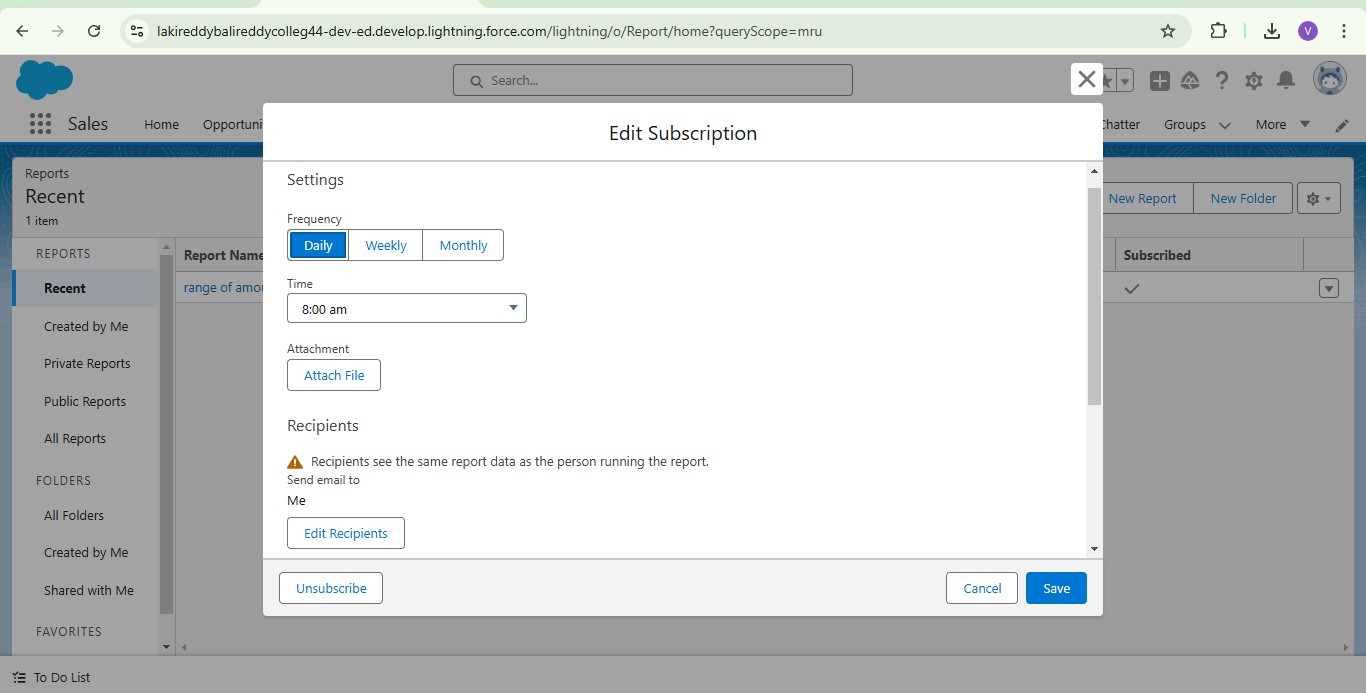 lakireddybalireddycolleg44-dev-ed.develop.lightning.force.com/lightning/o/Report/home?queryScope=mru
V
Search...
Sales
Home
Opportuni
Chatter
Groups
More
Edit Subscription
Reports
Recent
1 item
New Report
New Folder
REPORTS
Recent
Created by Me
Private Reports
Public Reports
All Reports
FOLDERS
All Folders
Created by Me
Shared with Me
FAVORITES
Report Name
Subscribed
range of amou
Settings
Frequency
Daily
Weekly
Monthly
Time
8:00 am
Attachment
Attach File
Recipients
Recipients see the same report data as the person running the report.
Send email to
Me
Edit Recipients
Unsubscribe
Cancel
Save
To Do List